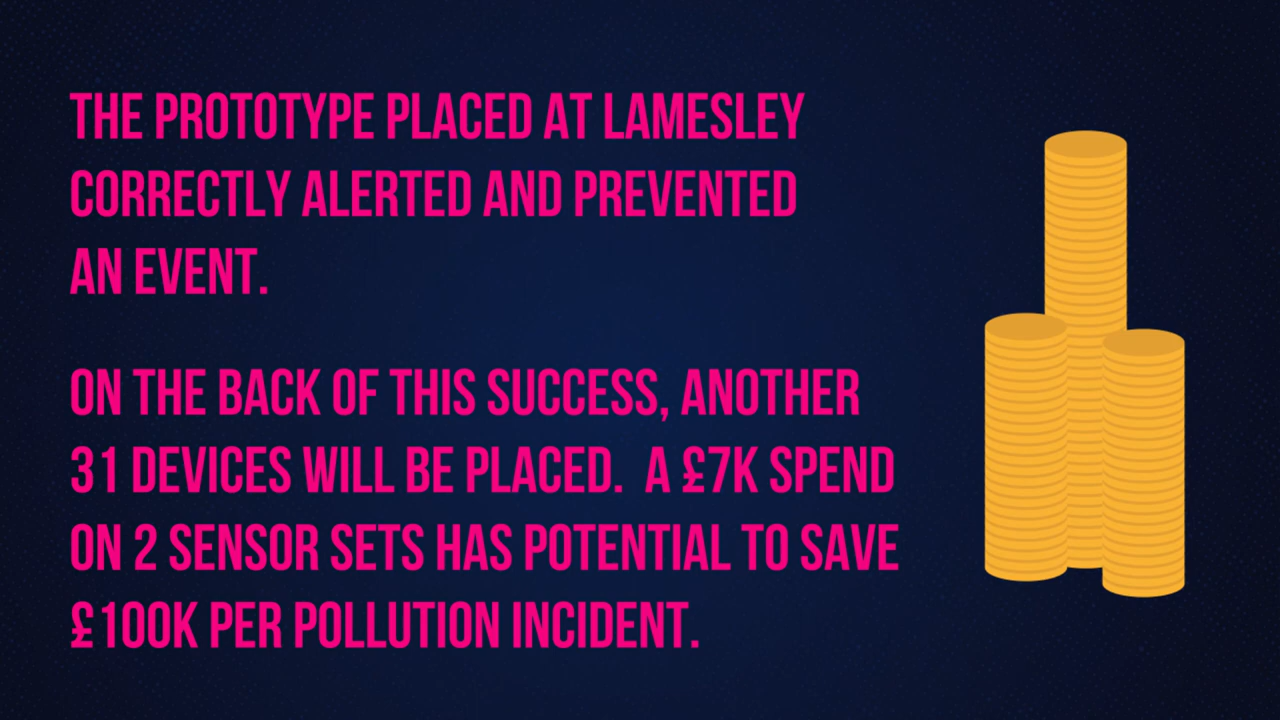 THE PROTOTYPE PLACED AT LAMESLEY
CORRECTLY ALERTED AND PREVENTED
AN EVENT.
ON THE BACK OF THIS SUCCESS, ANOTHER
31 DEVICES WILL BE PLACED. A £7K SPEND
ON 2 SENSOR SETS HAS POTENTIAL TO SAVE
£100K PER POLLUTION INCIDENT.